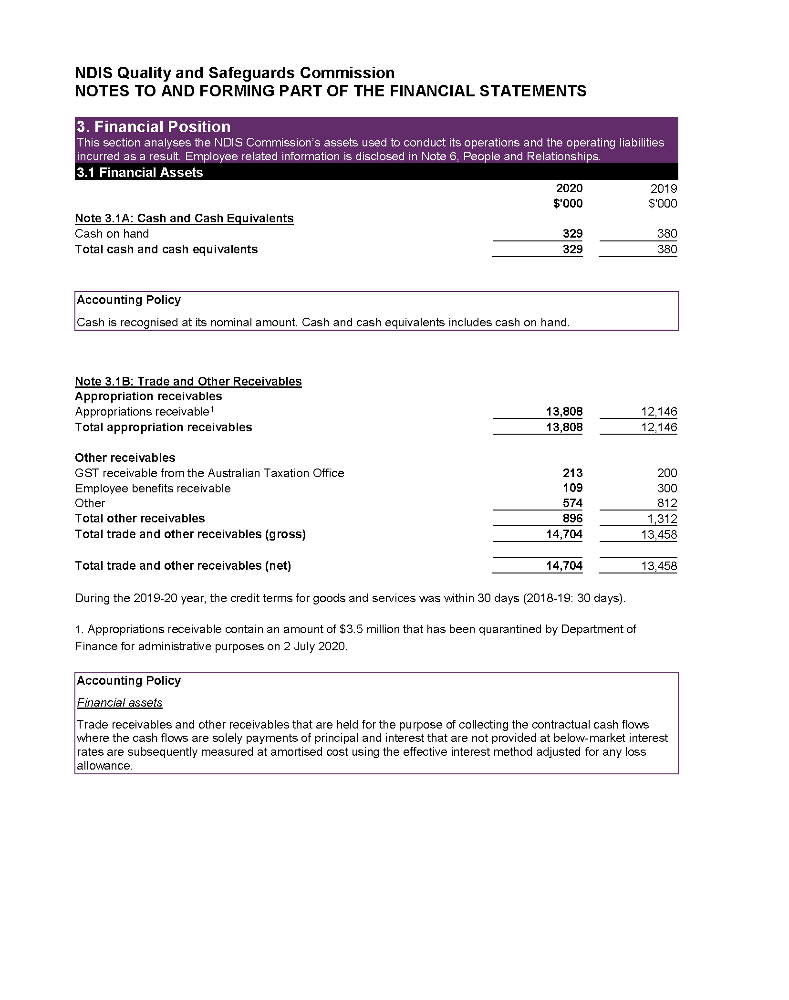 NDIS Quality and Safeguards Commission
NOTES TO AND FORMING PART OF THE FINANCIAL STATEMENTS
3. Financial Position
This section analyses the NDIS Commission’s assets used to conduct its operations and the operating liabilities
incurred as a result. Employee related information is disclosed in Note 6, People and Relationships.
3.1 Financial Assets
2020 2019
$'000 $'000
Note 3.1A: Cash and Cash Equivalents
Cash on hand 329 380
Total cash and cash equivalents 329 380
Accounting Policy
Cash is recognised at its nominal amount. Cash and cash equivalents includes cash on hand.
Note 3.1B: Trade and Other Receivables
Appropriation receivables
Appropriations receivable¹ 13,808 12,146
Total appropriation receivables 13,808 12,146
Other receivables
GST receivable from the Australian Taxation Office 213 200
Employee benefits receivable 109 300
Other 574 812
Total other receivables 896 1,312
Total trade and other receivables (gross) 14,704 13,458
Total trade and other receivables (net) 14,704 13,458
During the 2019-20 year, the credit terms for goods and services was within 30 days (2018-19: 30 days).
1. Appropriations receivable contain an amount of $3.5 million that has been quarantined by Department of
Finance for administrative purposes on 2 July 2020.
Accounting Policy
Financial assets
Trade receivables and other receivables that are held for the purpose of collecting the contractual cash flows
where the cash flows are solely payments of principal and interest that are not provided at below-market interest
rates are subsequently measured at amortised cost using the effective interest method adjusted for any loss
allowance.